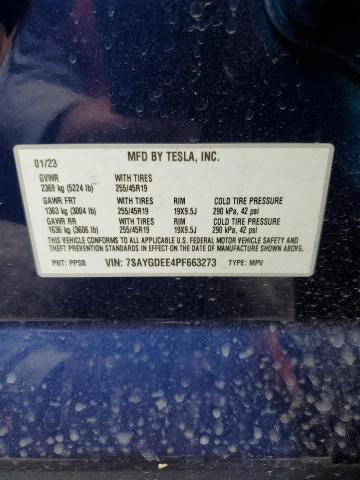 01/23 MFD BY TESLA, INC.
GVWR WITH TIRES
2369 kg (5224 lb) 255/45R19
GAWR FRT WITH TIRES RIM COLD TIRE PRESSURE
1363 kg (3004 lb) 255/45R19 19X9.5J 290 kPa, 42 psi
GAWR RR WITH TIRES RIM COLD TIRE PRESSURE
1636 kg (3606 lb) 255/45R19 19X9.5J 290 kPa, 42 psi
THIS VEHICLE CONFORMS TO ALL APPLICABLE U.S. FEDERAL MOTOR VEHICLE SAFETY AND
THEFT PREVENTION STANDARDS IN EFFECT ON THE DATE OF MANUFACTURE SHOWN ABOVE.
PNT: PPSB VIN: 7SAYGDEE4PF663273 TYPE: MPV